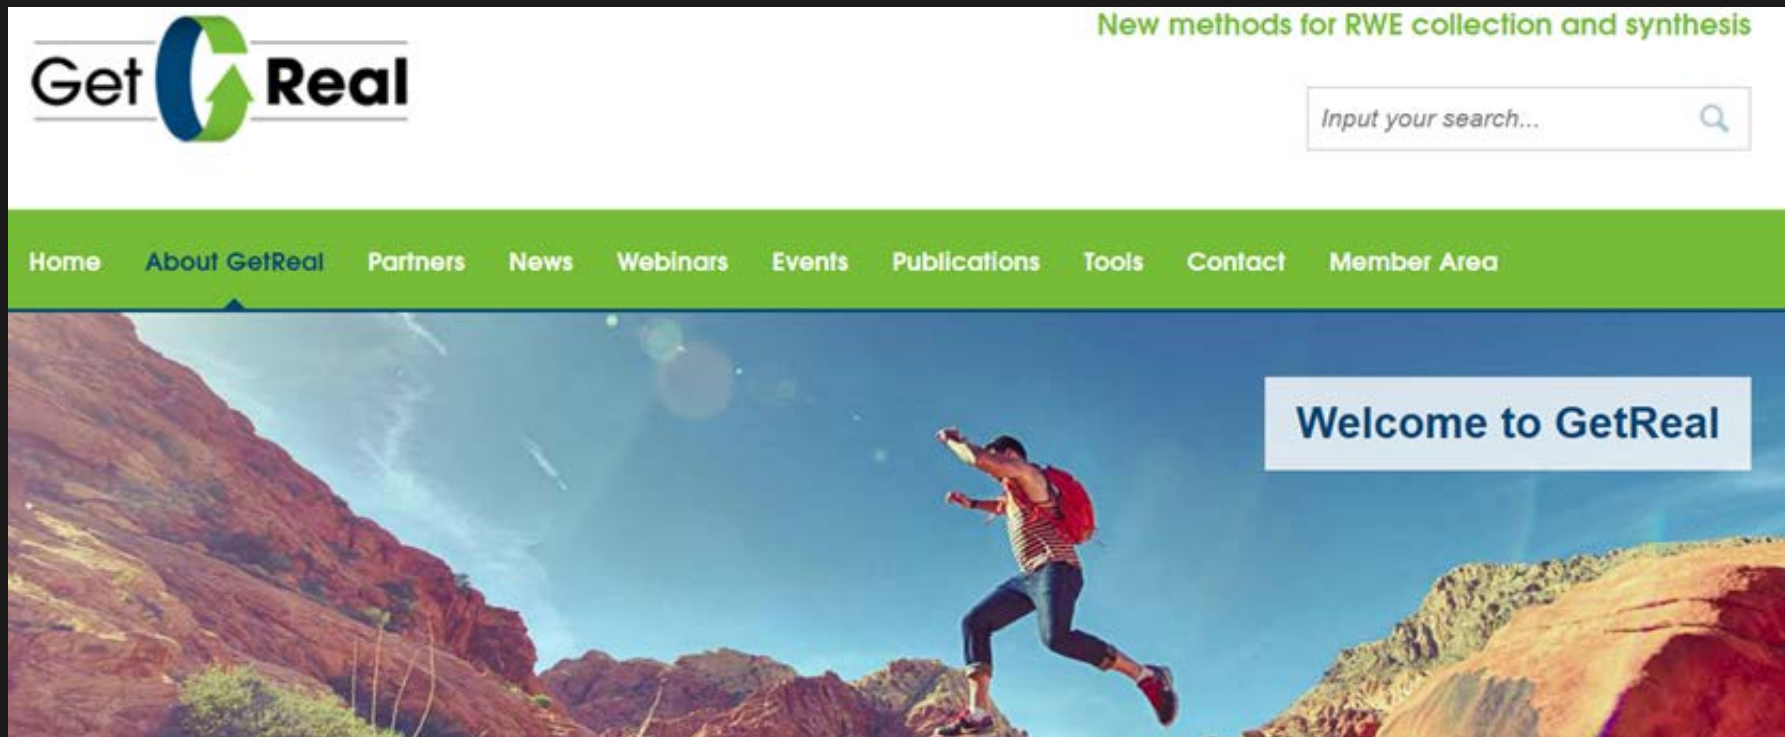 New methods for RWE collection and synthesis
Get Real
Input your search...
Home About GetReal Partners News Webinars Events Publications Tools Contact Member Area
Welcome to GetReal